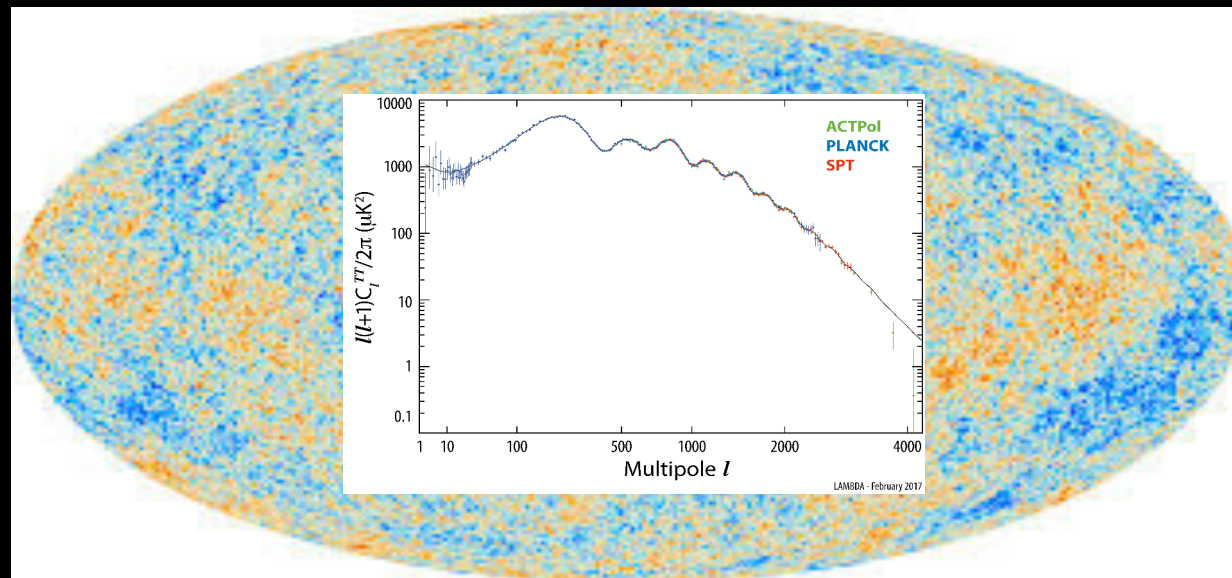 10000
1000
100
10
1
0.1
l(l+1)C_l^TT/2π (μK²)
ACTPol
PLANCK
SPT
1 10 100 500 1000 2000 4000
Multipole l
LAMBDA - February 2017